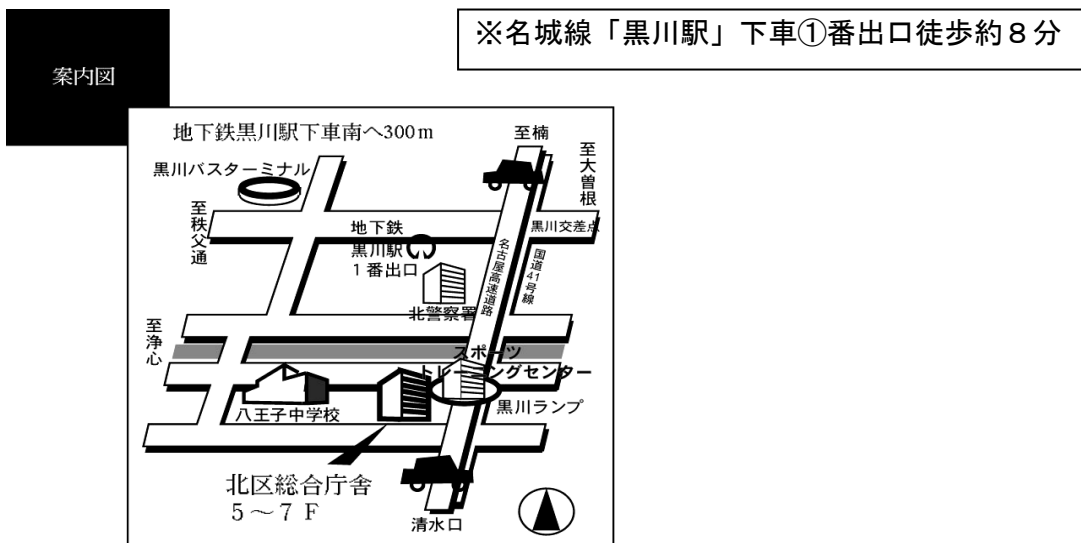 ※名城線「黒川駅」下車①番出口徒歩約８分
案内図
地下鉄黒川駅下車南へ300m
至楠
至大曽根
黒川バスターミナル
至秩父通
地下鉄
黒川駅
１番出口
黒川交差点
名古屋高速道路
国道41号線
北警察署
至浄心
スポーツ
トレーニングセンター
八王子中学校
黒川ランプ
北区総合庁舎
５～７Ｆ
清水口